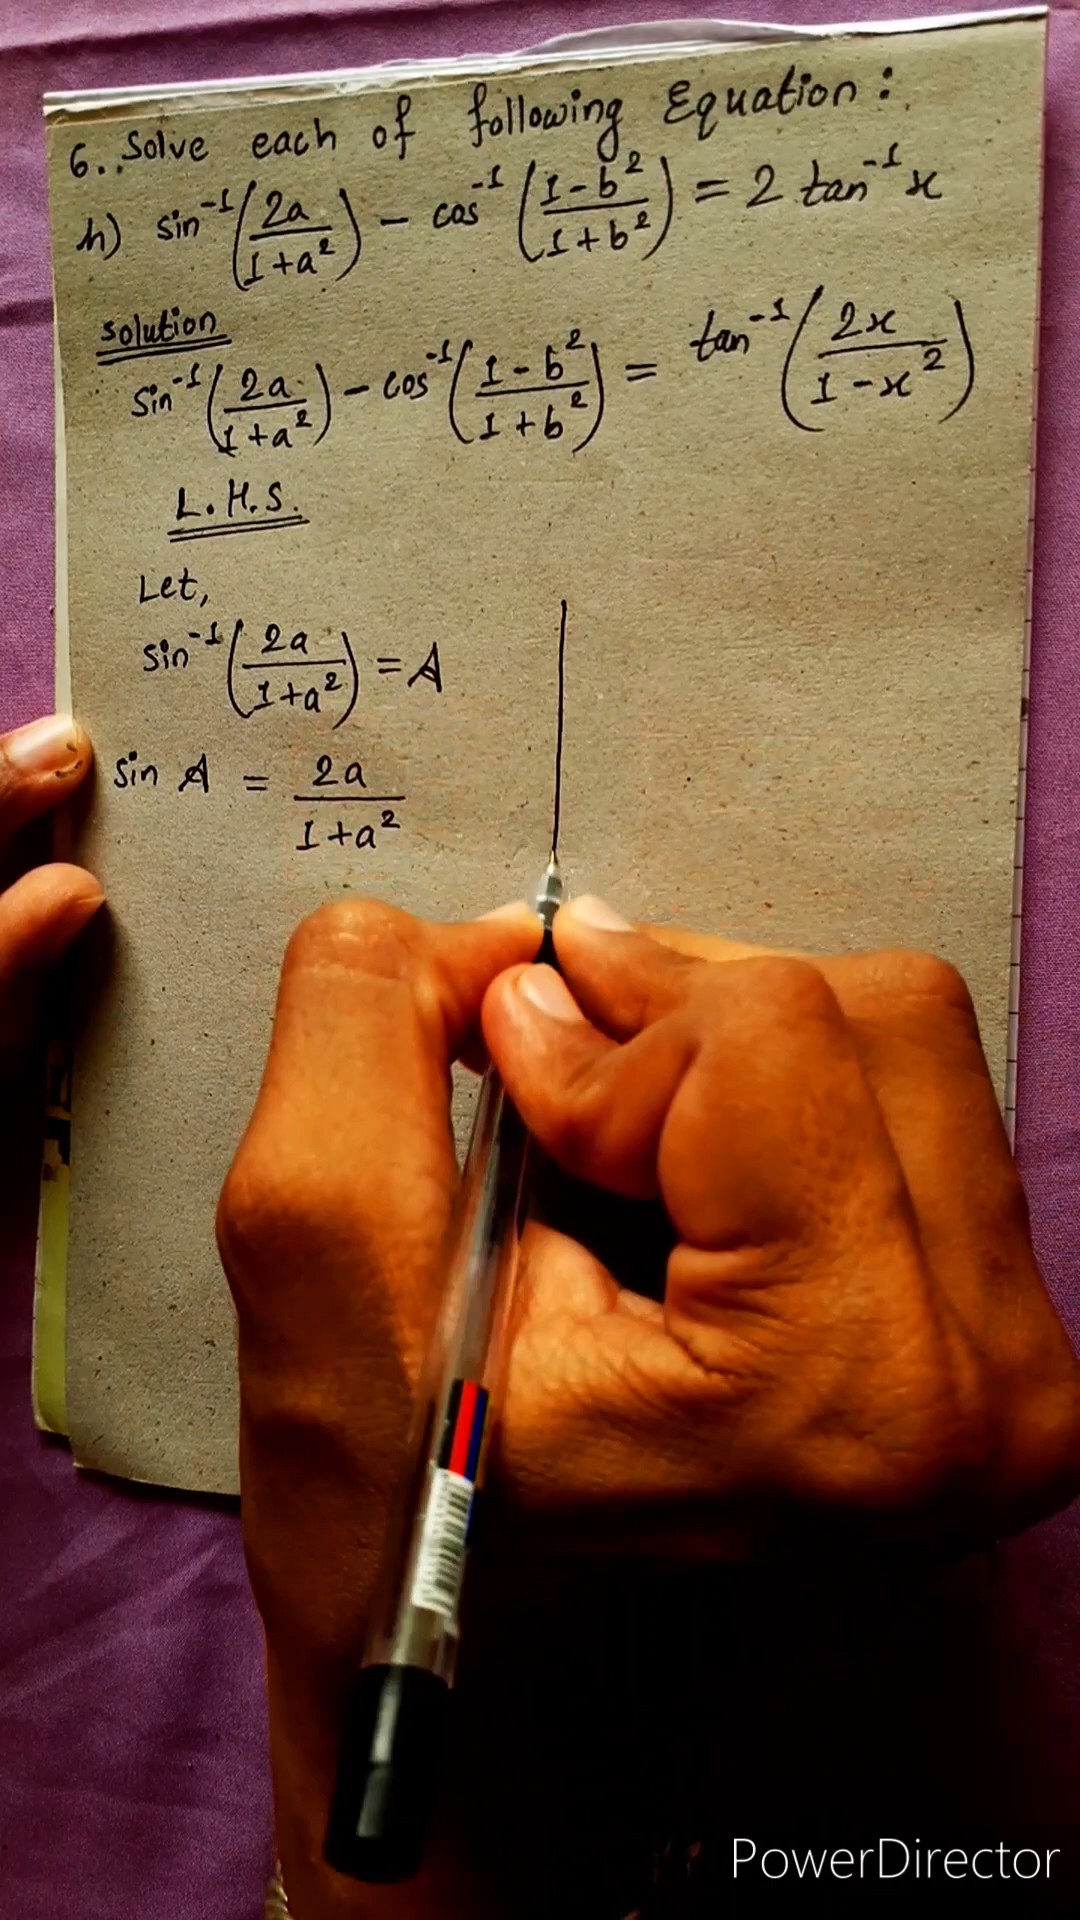 6.. Solve each of following Equation:
h) sin⁻¹(2a/1+a²) - cos⁻¹(1-b²/1+b²) = 2 tan⁻¹ x
solution
sin⁻¹(2a/1+a²) - cos⁻¹(1-b²/1+b²) = tan⁻¹(2x/1-x²)
L.H.S.
Let,
sin⁻¹(2a/1+a²) = A
sin A = 2a/1+a²
PowerDirector